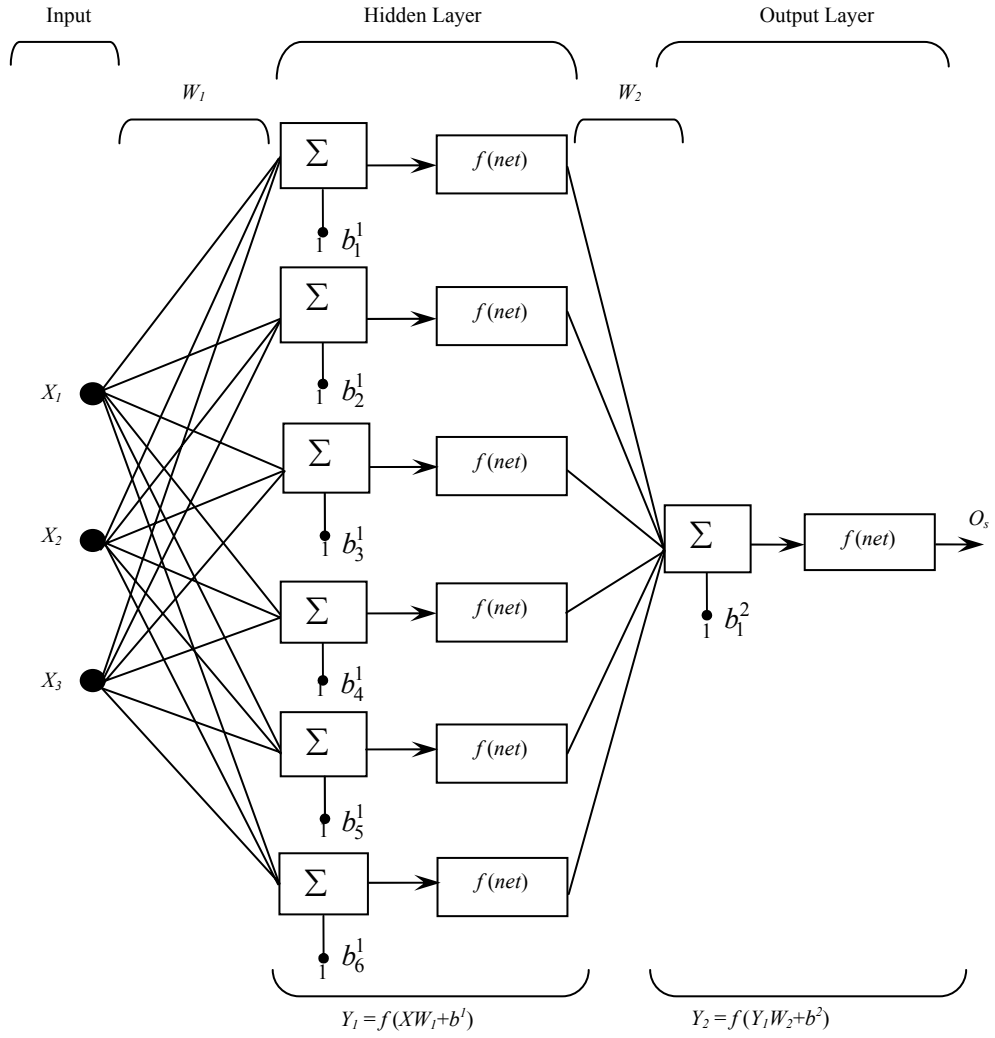 Input Hidden Layer Output Layer
W₁ W₂
Σ f(net)
1 b₁¹
Σ f(net)
1 b₂¹
X₁
Σ f(net)
1 b₃¹
X₂ Σ f(net) Oₛ
1 b₁²
Σ f(net)
1 b₄¹
X₃
Σ f(net)
1 b₅¹
Σ f(net)
1 b₆¹
Y₁ = f(XW₁+b¹) Y₂ = f(Y₁W₂+b²)